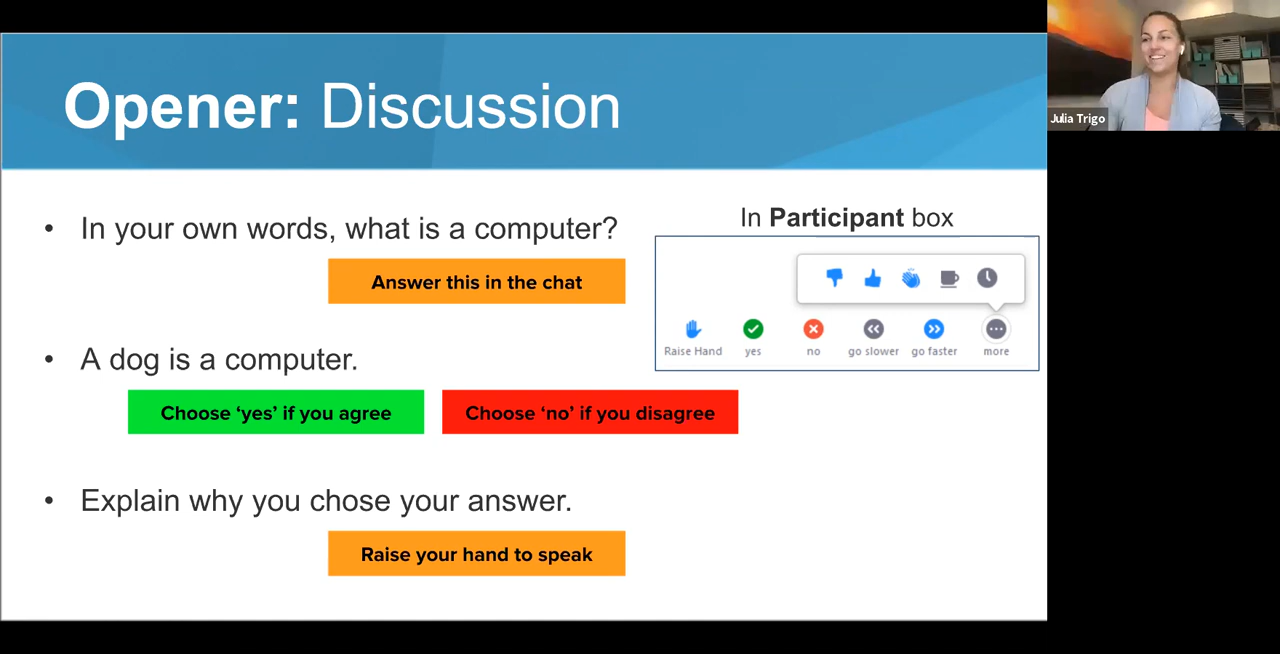 Opener: Discussion
Julia Trigo
• In your own words, what is a computer?
Answer this in the chat
In Participant box
Raise Hand yes no go slower go faster more
• A dog is a computer.
Choose ‘yes’ if you agree
Choose ‘no’ if you disagree
• Explain why you chose your answer.
Raise your hand to speak